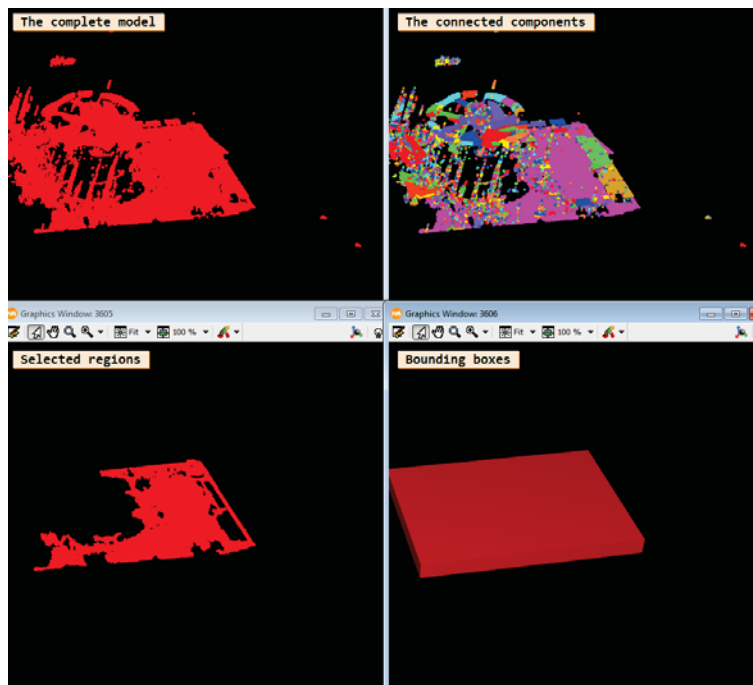 The complete model
The connected components
Graphics Window: 3605
Graphics Window: 3606
Fit
100 %
Fit
100 %
Selected regions
Bounding boxes